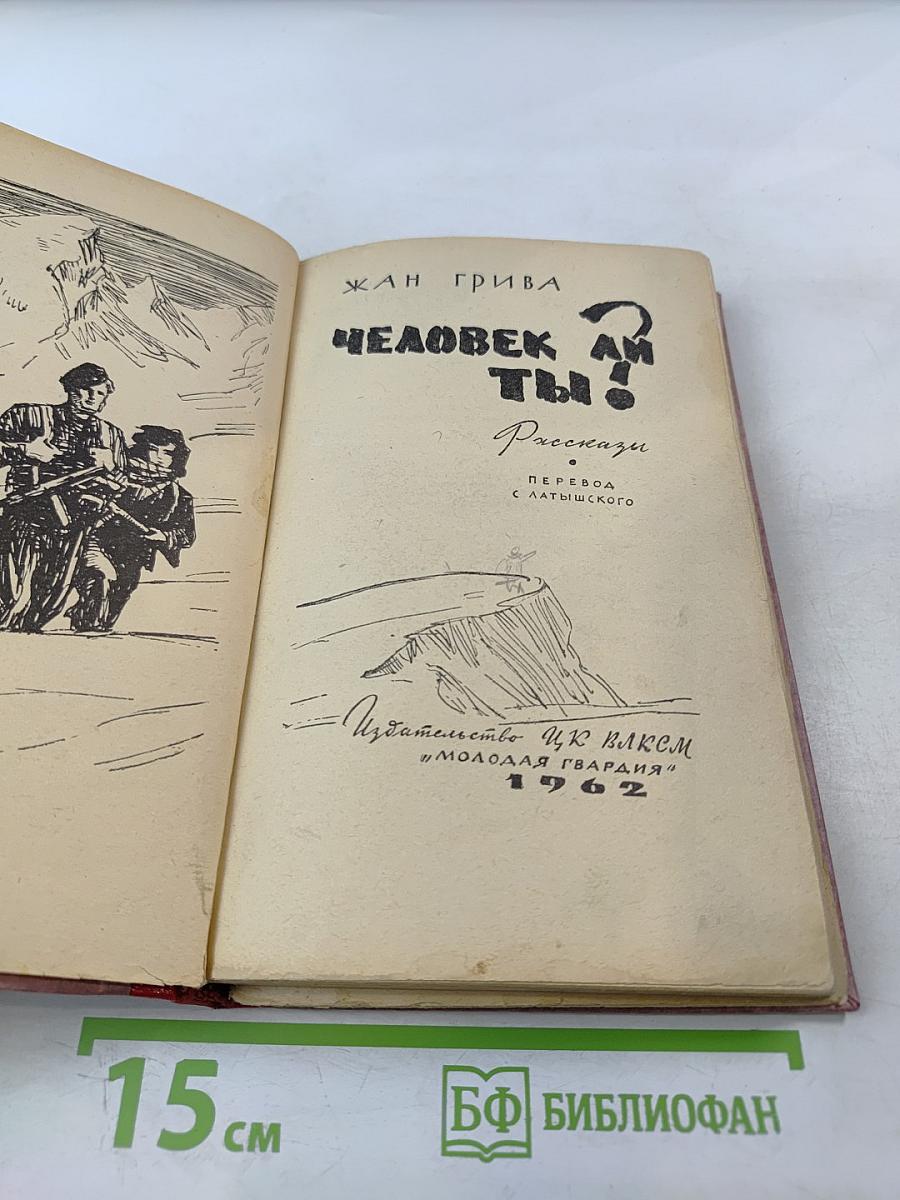 ЖАН ГРИВА
ЧЕЛОВЕК ЛИ
ТЫ?
Рассказы
ПЕРЕВОД
С ЛАТЫШСКОГО
Издательство ЦК ВЛКСМ
„МОЛОДАЯ ГВАРДИЯ“
1962
15 см
БФ БИБЛИОФАН